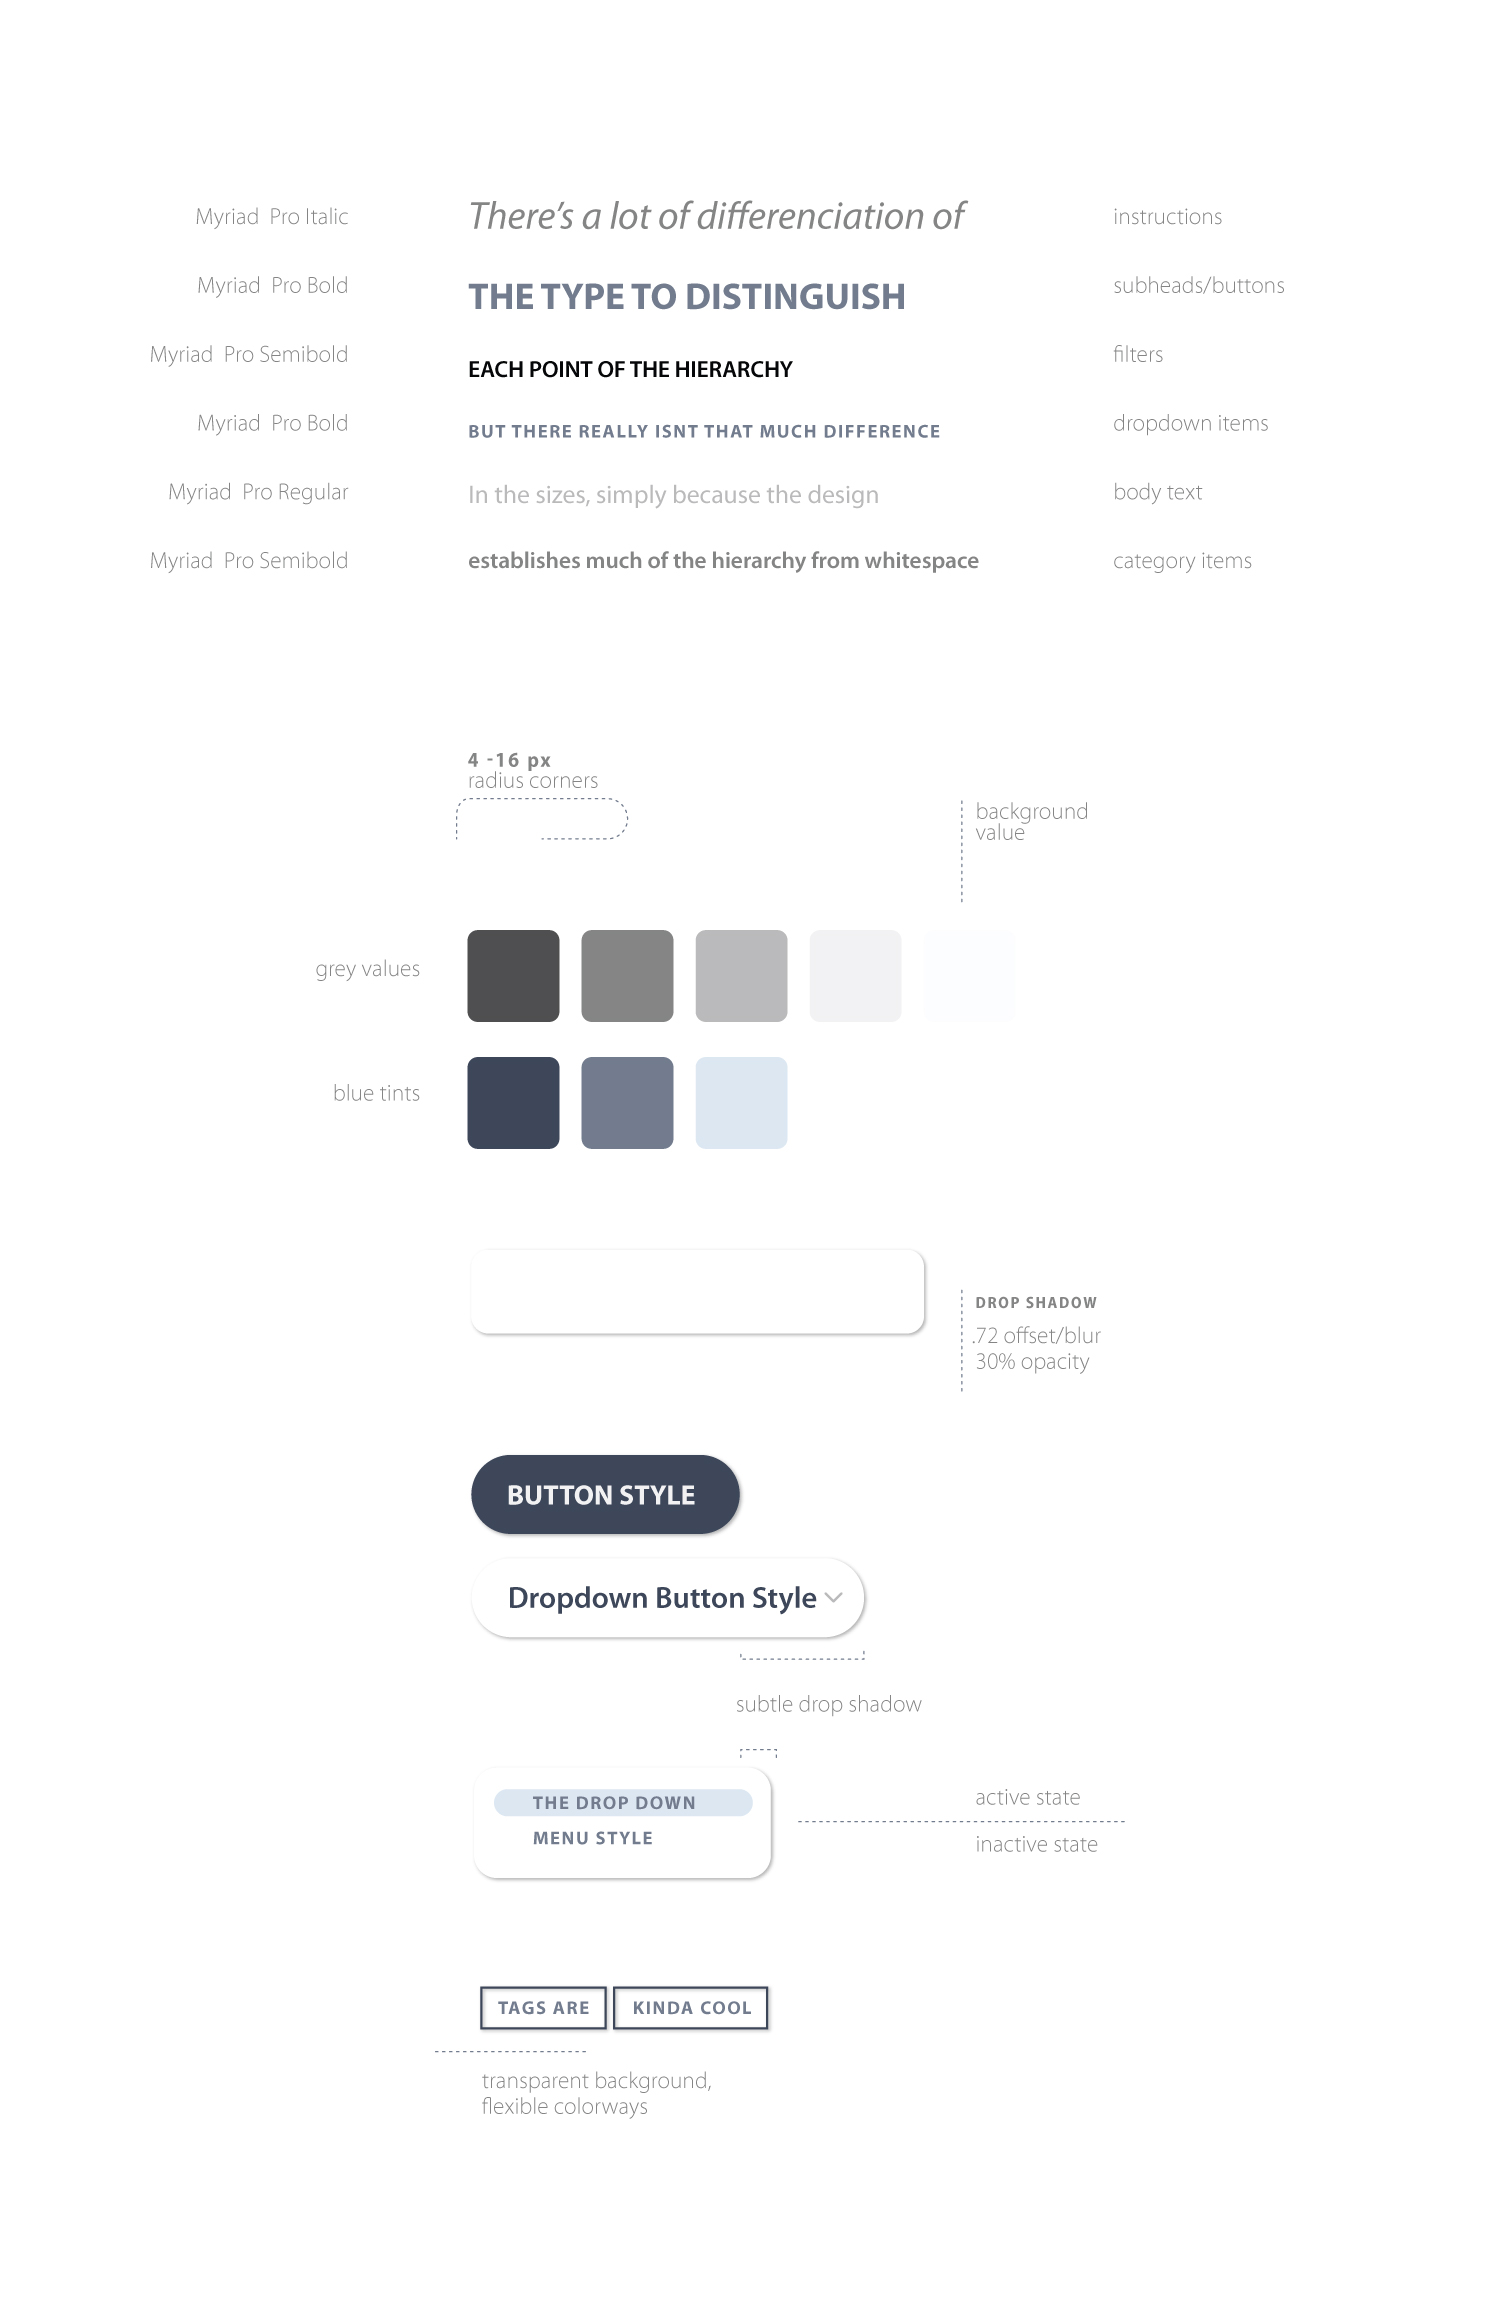 Myriad Pro Italic
There's a lot of differenciation of
instructions
Myriad Pro Bold
THE TYPE TO DISTINGUISH
subheads/buttons
Myriad Pro Semibold
EACH POINT OF THE HIERARCHY
filters
Myriad Pro Bold
BUT THERE REALLY ISNT THAT MUCH DIFFERENCE
dropdown items
Myriad Pro Regular
In the sizes, simply because the design
body text
Myriad Pro Semibold
establishes much of the hierarchy from whitespace
category items
4 -16 px
radius corners
background
value
grey values
blue tints
DROP SHADOW
.72 offset/blur
30% opacity
BUTTON STYLE
Dropdown Button Style
subtle drop shadow
THE DROP DOWN
active state
MENU STYLE
inactive state
TAGS ARE
KINDA COOL
transparent background,
flexible colorways